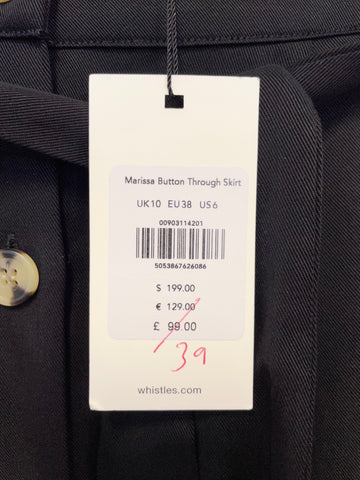 Marissa Button Through Skirt
UK10 EU38 US6
00903114201
5053867626086
$ 199.00
€ 129.00
£ 99.00
39
whistles.com